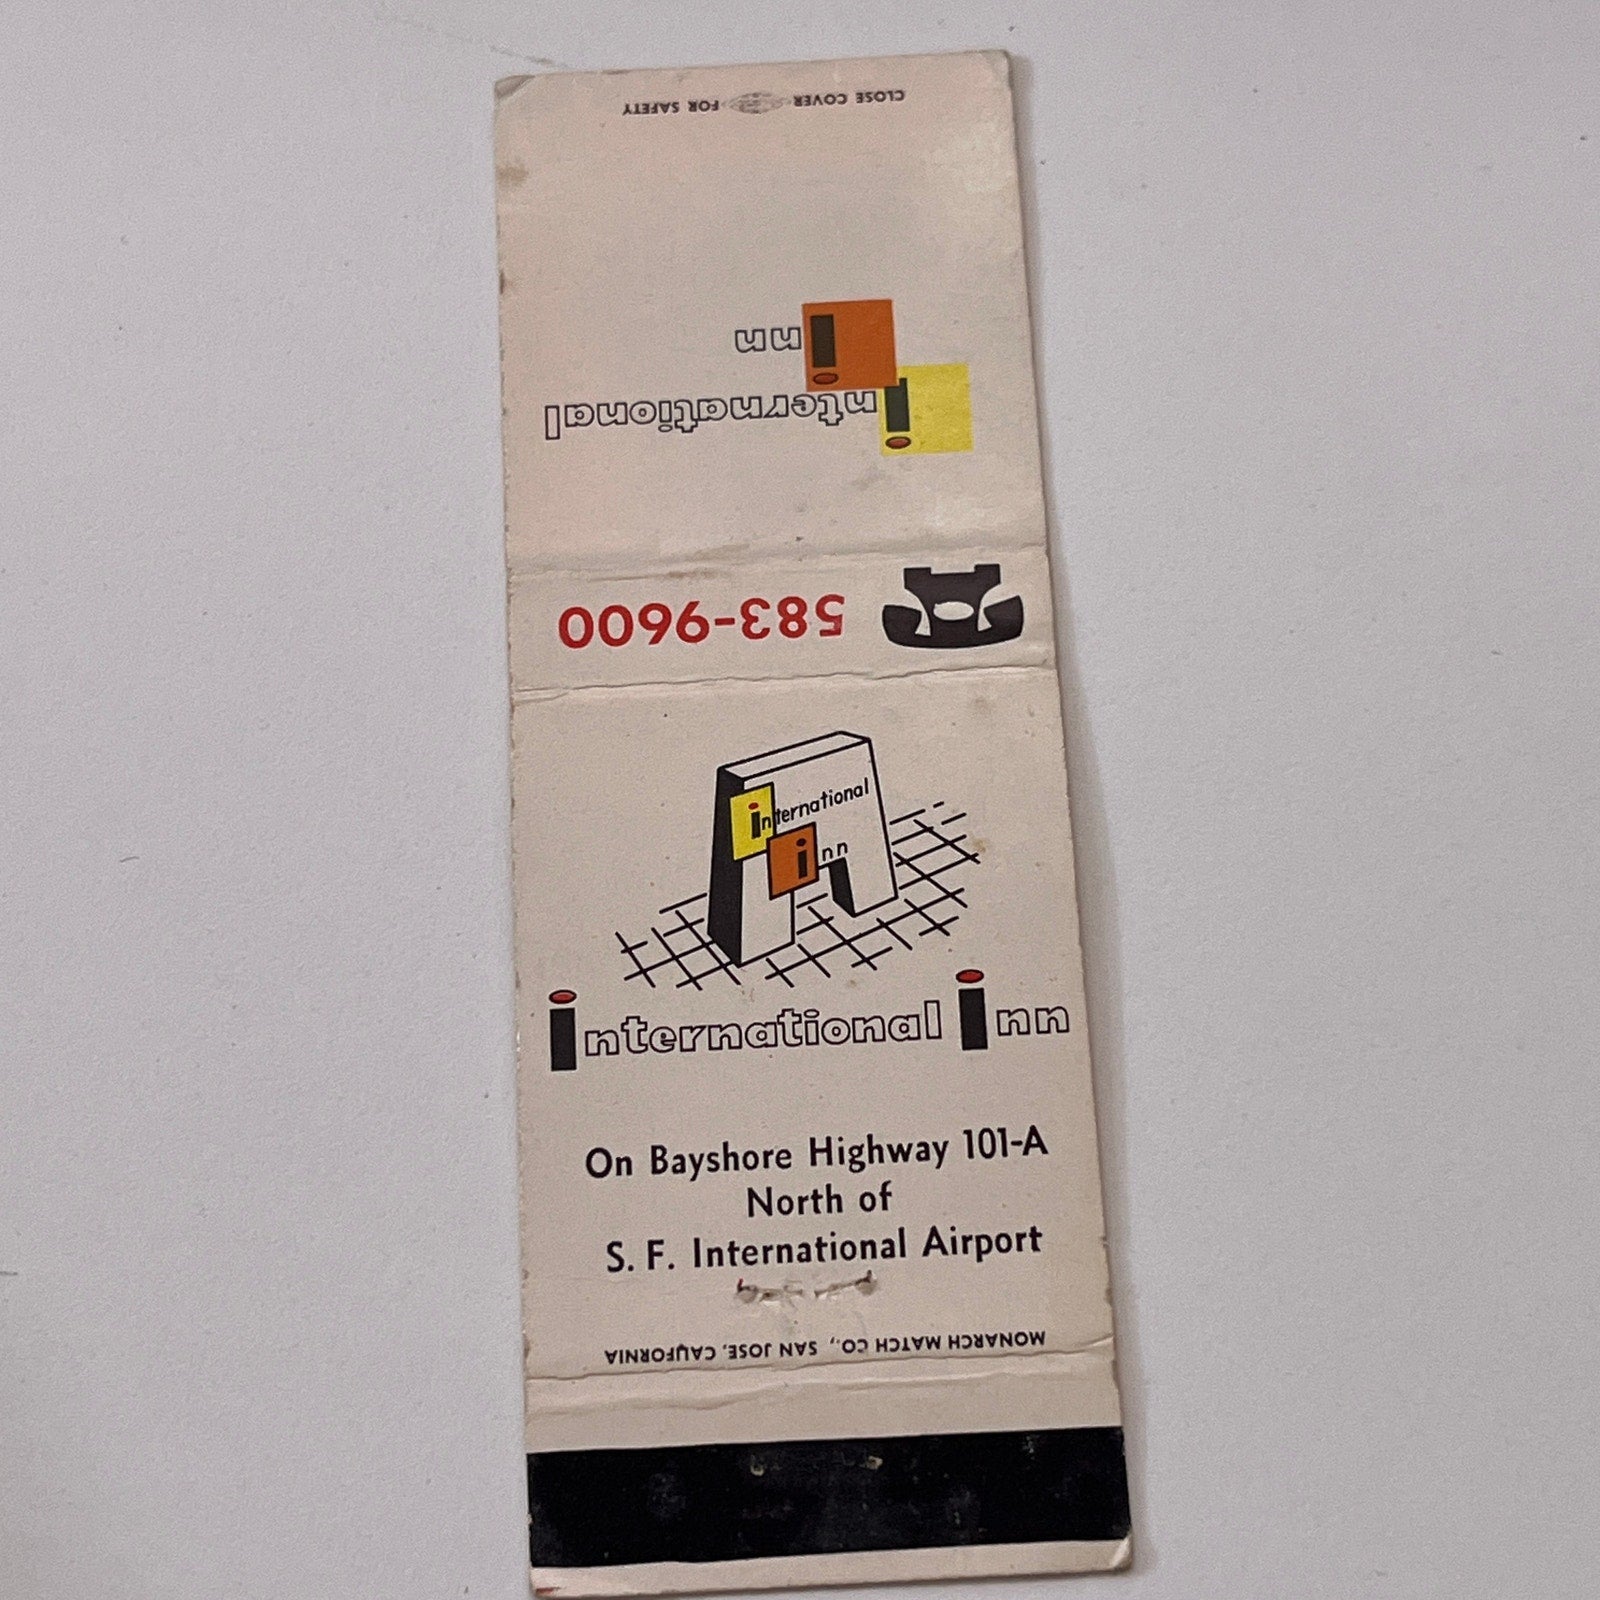 CLOSE COVER FOR SAFETY
International
Inn
583-9600
international
inn
International Inn
On Bayshore Highway 101-A
North of
S. F. International Airport
MONARCH MATCH CO., SAN JOSE, CALIFORNIA